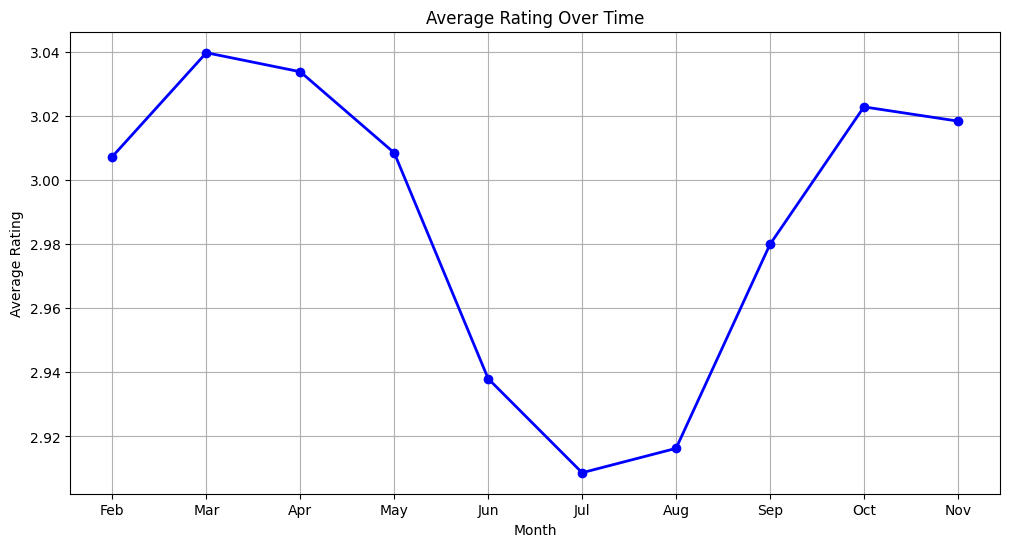 Average Rating Over Time
Average Rating
3.04
3.02
3.00
2.98
2.96
2.94
2.92
Feb Mar Apr May Jun Jul Aug Sep Oct Nov
Month